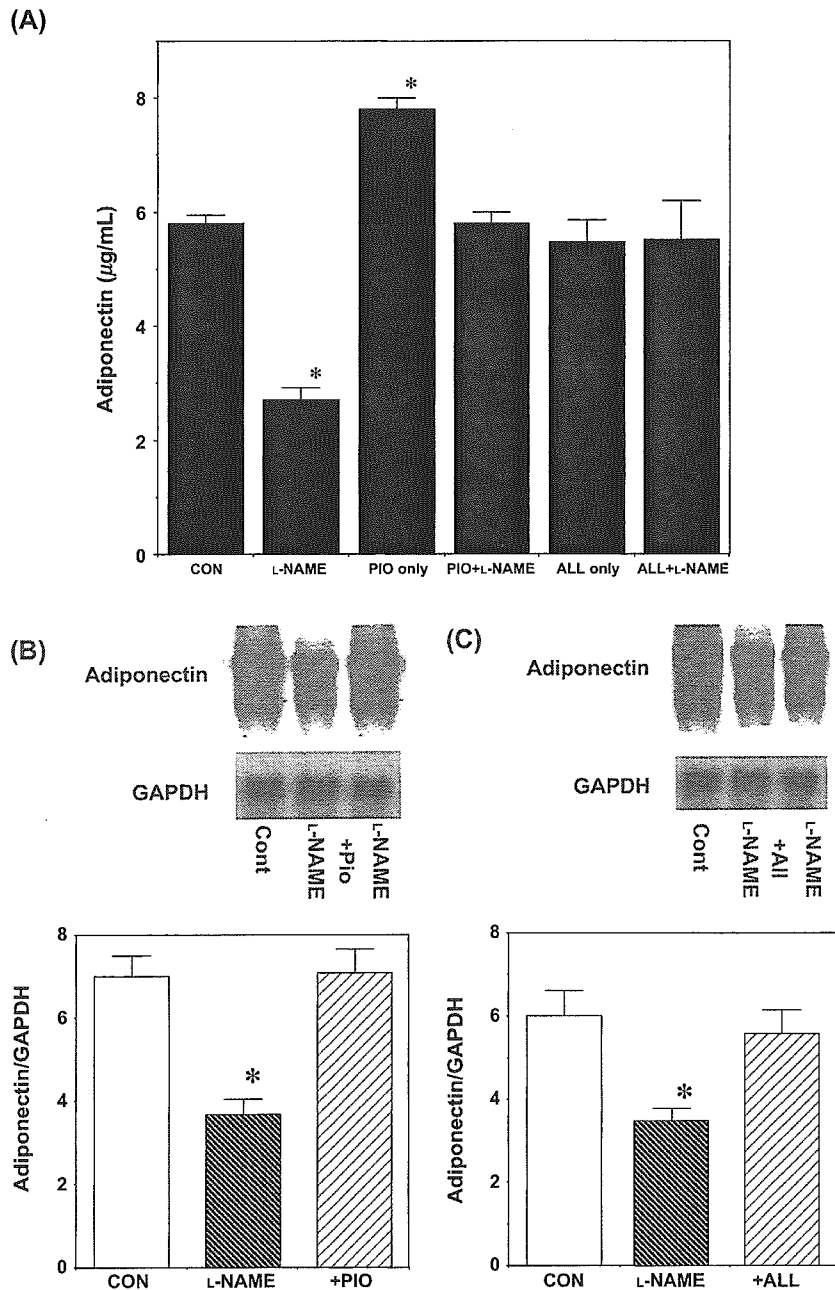 (A)
8
6
4
2
0
Adiponectin (µg/mL)
*
*
CON L-NAME PIO only PIO+L-NAME ALL only ALL+L-NAME
(B)
Adiponectin
GAPDH
Cont
L-NAME
+Pio
L-NAME
8
6
4
2
0
Adiponectin/GAPDH
*
CON L-NAME +PIO
(C)
Adiponectin
GAPDH
Cont
L-NAME
+All
L-NAME
8
6
4
2
0
Adiponectin/GAPDH
*
CON L-NAME +ALL